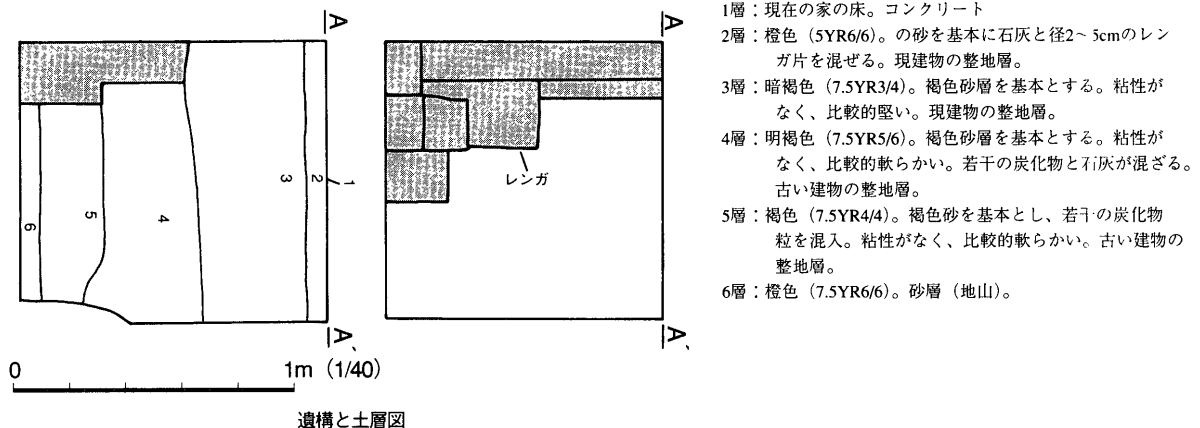 A
A'
1
2
3
4
5
6
A
A'
レンガ
0
1m (1/40)
遺構と土層図
1層：現在の家の床。コンクリート
2層：橙色 (5YR6/6)。の砂を基本に石灰と径2~5cmのレン
ガ片を混ぜる。現建物の整地層。
3層：暗褐色 (7.5YR3/4)。褐色砂層を基本とする。粘性が
なく、比較的堅い。現建物の整地層。
4層：明褐色 (7.5YR5/6)。褐色砂層を基本とする。粘性が
なく、比較的軟らかい。若干の炭化物と石灰が混ざる。
古い建物の整地層。
5層：褐色 (7.5YR4/4)。褐色砂を基本とし、若干の炭化物
粒を混入。粘性がなく、比較的軟らかい。古い建物の
整地層。
6層：橙色 (7.5YR6/6)。砂層（地山）。